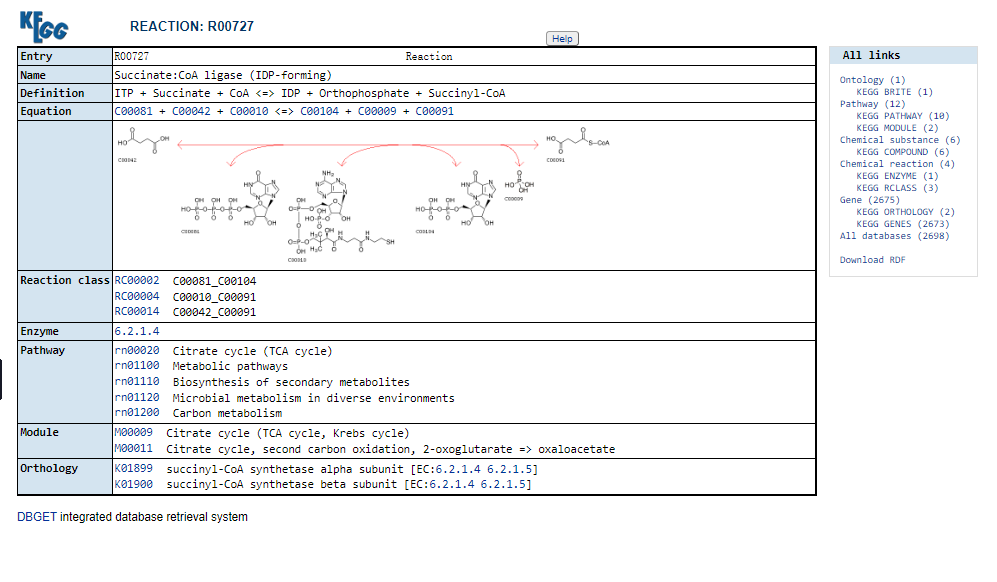 KEGG
REACTION: R00727
Help
Entry R00727 Reaction
Name Succinate:CoA ligase (IDP-forming)
Definition ITP + Succinate + CoA <=> IDP + Orthophosphate + Succinyl-CoA
Equation C00081 + C00042 + C00010 <=> C00104 + C00009 + C00091
C00042
C00091
S-CoA
C00081
C00010
C00104
C00009
Reaction class RC00002 C00081_C00104
RC00004 C00010_C00091
RC00014 C00042_C00091
Enzyme 6.2.1.4
Pathway rn00020 Citrate cycle (TCA cycle)
rn01100 Metabolic pathways
rn01110 Biosynthesis of secondary metabolites
rn01120 Microbial metabolism in diverse environments
rn01200 Carbon metabolism
Module M00009 Citrate cycle (TCA cycle, Krebs cycle)
M00011 Citrate cycle, second carbon oxidation, 2-oxoglutarate => oxaloacetate
Orthology K01899 succinyl-CoA synthetase alpha subunit [EC:6.2.1.4 6.2.1.5]
K01900 succinyl-CoA synthetase beta subunit [EC:6.2.1.4 6.2.1.5]
DBGET integrated database retrieval system
All links
Ontology (1)
KEGG BRITE (1)
Pathway (12)
KEGG PATHWAY (10)
KEGG MODULE (2)
Chemical substance (6)
KEGG COMPOUND (6)
Chemical reaction (4)
KEGG ENZYME (1)
KEGG RCLASS (3)
Gene (2675)
KEGG ORTHOLOGY (2)
KEGG GENES (2673)
All databases (2698)
Download RDF